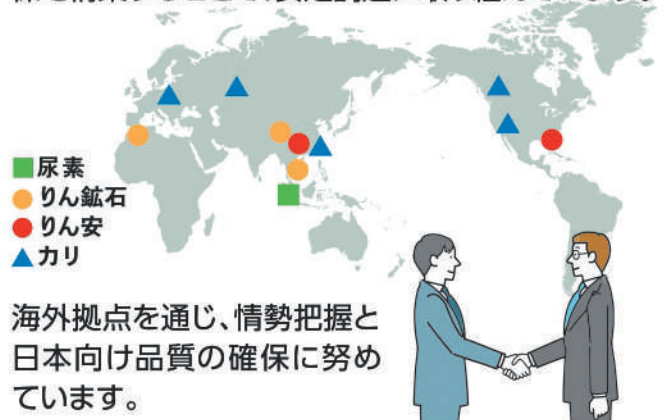 尿素
りん鉱石
りん安
カリ
海外拠点を通じ、情勢把握と
日本向け品質の確保に努め
ています。